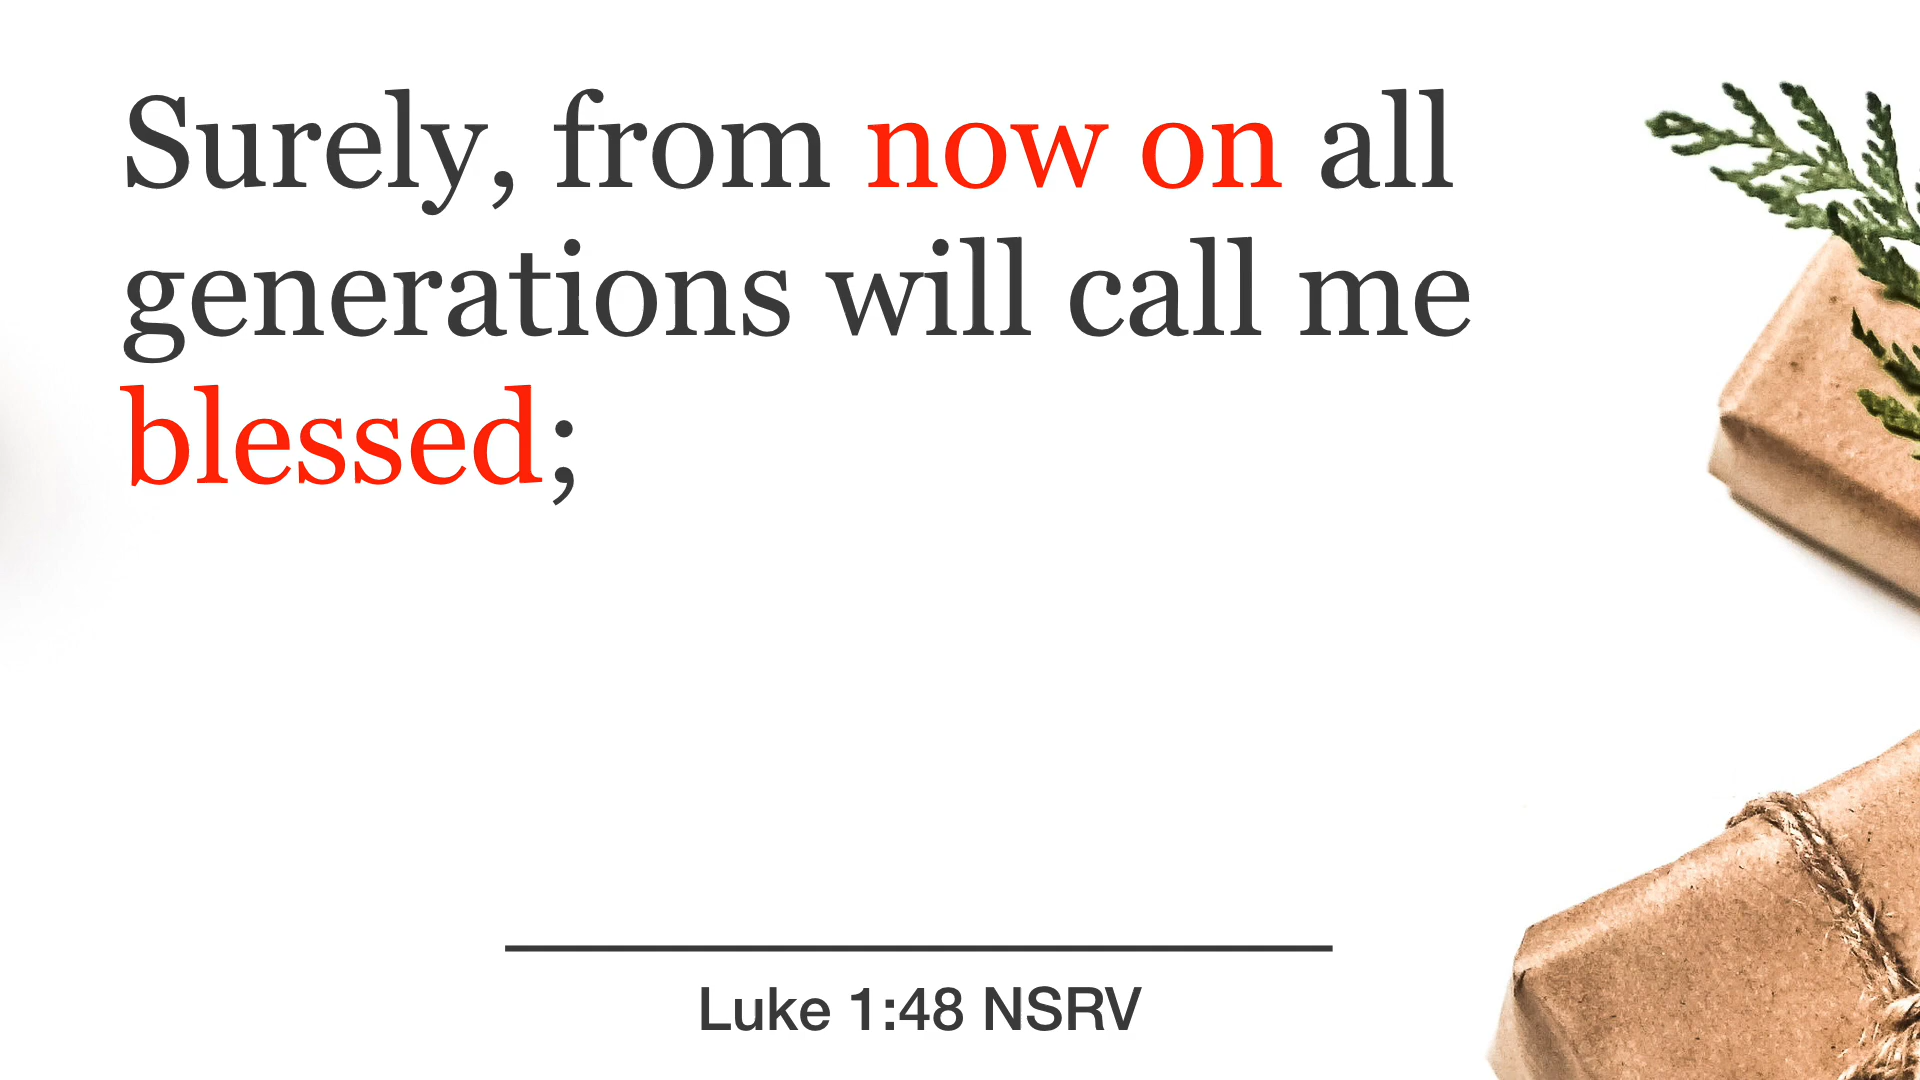 Surely, from now on all
generations will call me
blessed;
Luke 1:48 NSRV